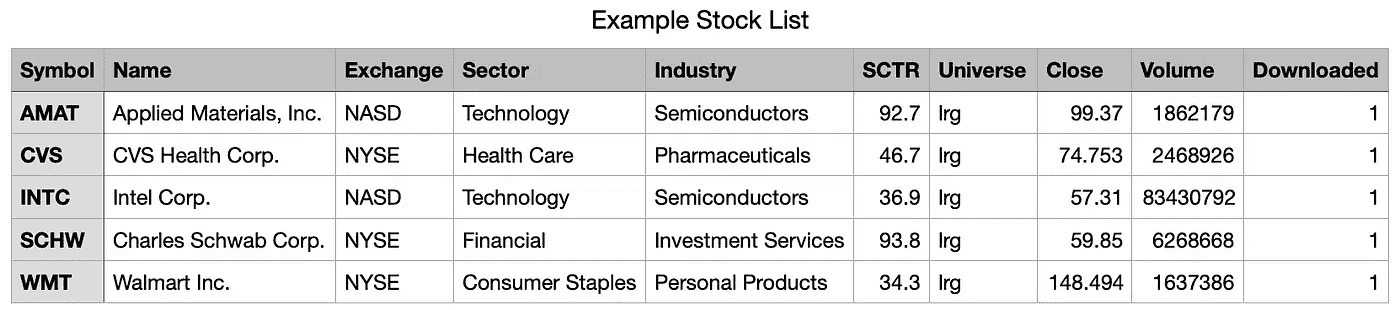 Example Stock List
Symbol Name Exchange Sector Industry SCTR Universe Close Volume Downloaded
AMAT Applied Materials, Inc. NASD Technology Semiconductors 92.7 lrg 99.37 1862179 1
CVS CVS Health Corp. NYSE Health Care Pharmaceuticals 46.7 lrg 74.753 2468926 1
INTC Intel Corp. NASD Technology Semiconductors 36.9 lrg 57.31 83430792 1
SCHW Charles Schwab Corp. NYSE Financial Investment Services 93.8 lrg 59.85 6268668 1
WMT Walmart Inc. NYSE Consumer Staples Personal Products 34.3 lrg 148.494 1637386 1